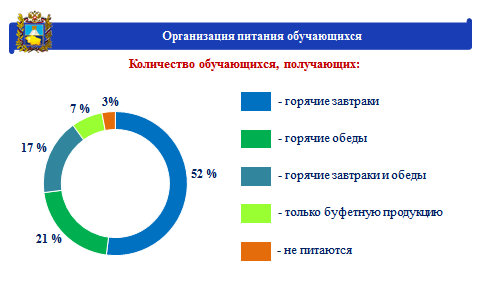 Организация питания обучающихся
Количество обучающихся, получающих:
3%
7 %
17 %
52 %
21 %
- горячие завтраки
- горячие обеды
- горячие завтраки и обеды
- только буфетную продукцию
- не питаются